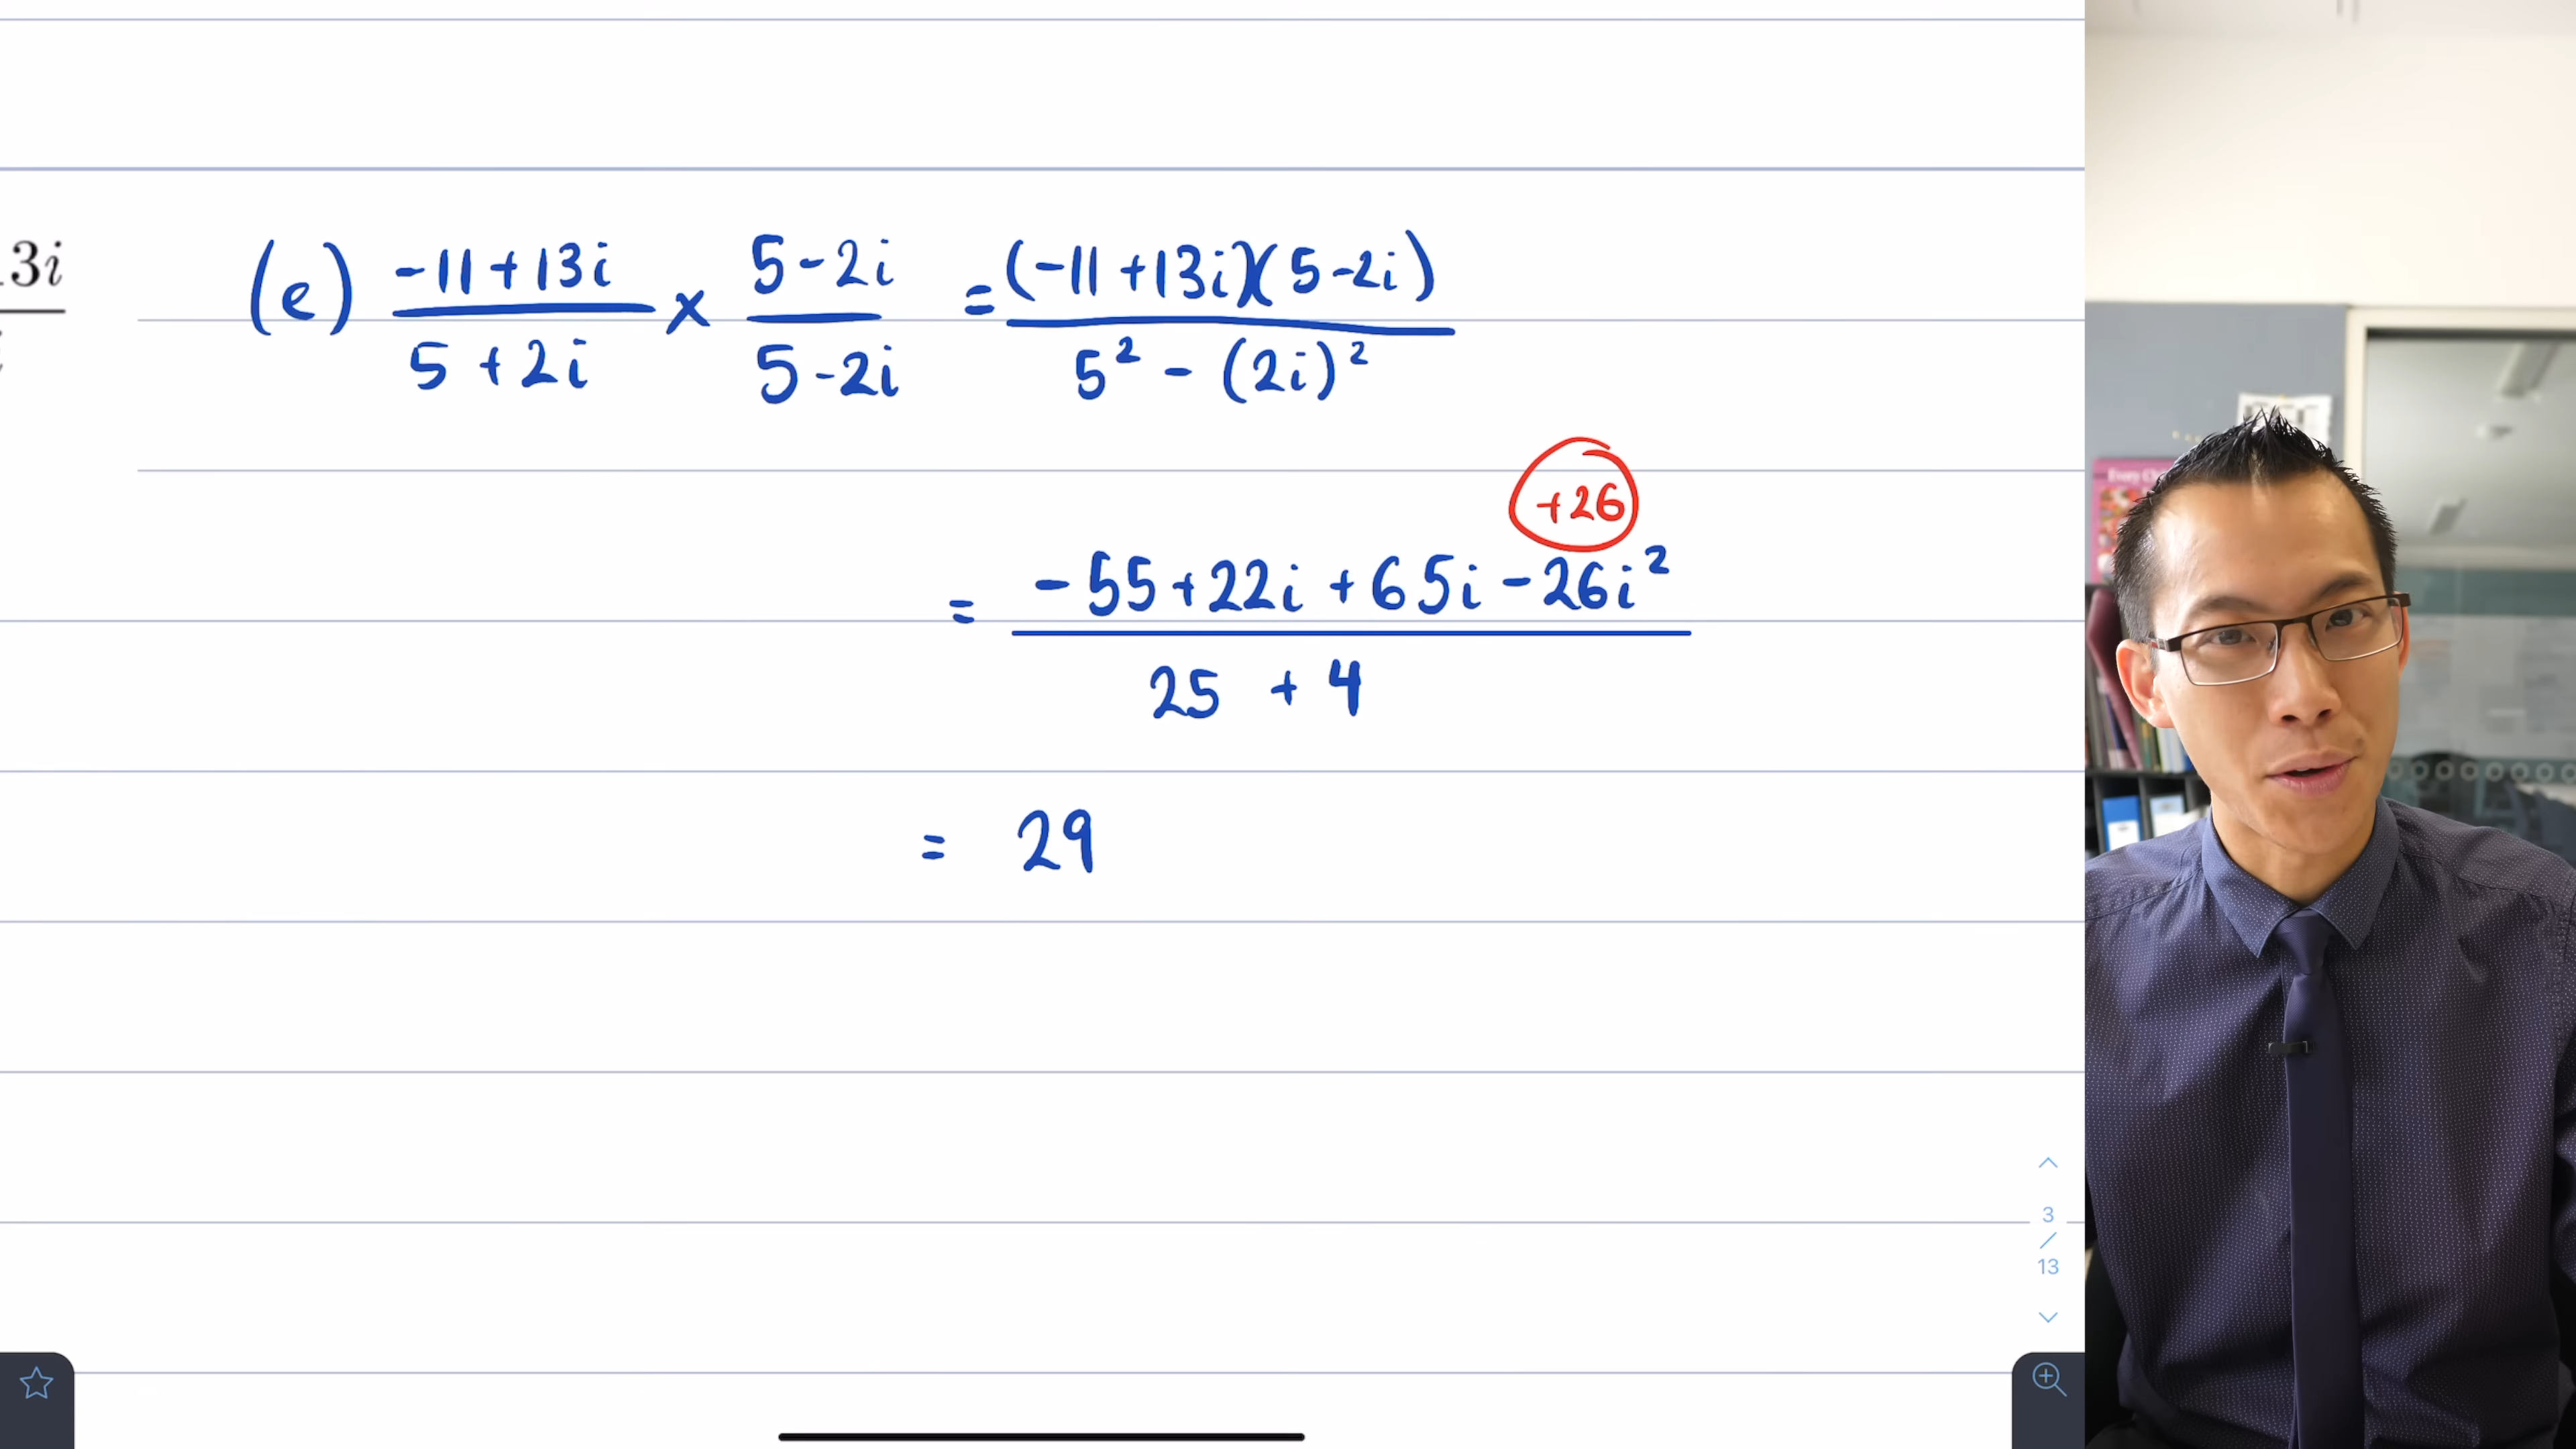 3i
(e) -11+13i / 5+2i × 5-2i / 5-2i = (-11+13i)(5-2i) / 5² - (2i)²
+26
= -55+22i+65i-26i² / 25 + 4
= 29
3
/
13